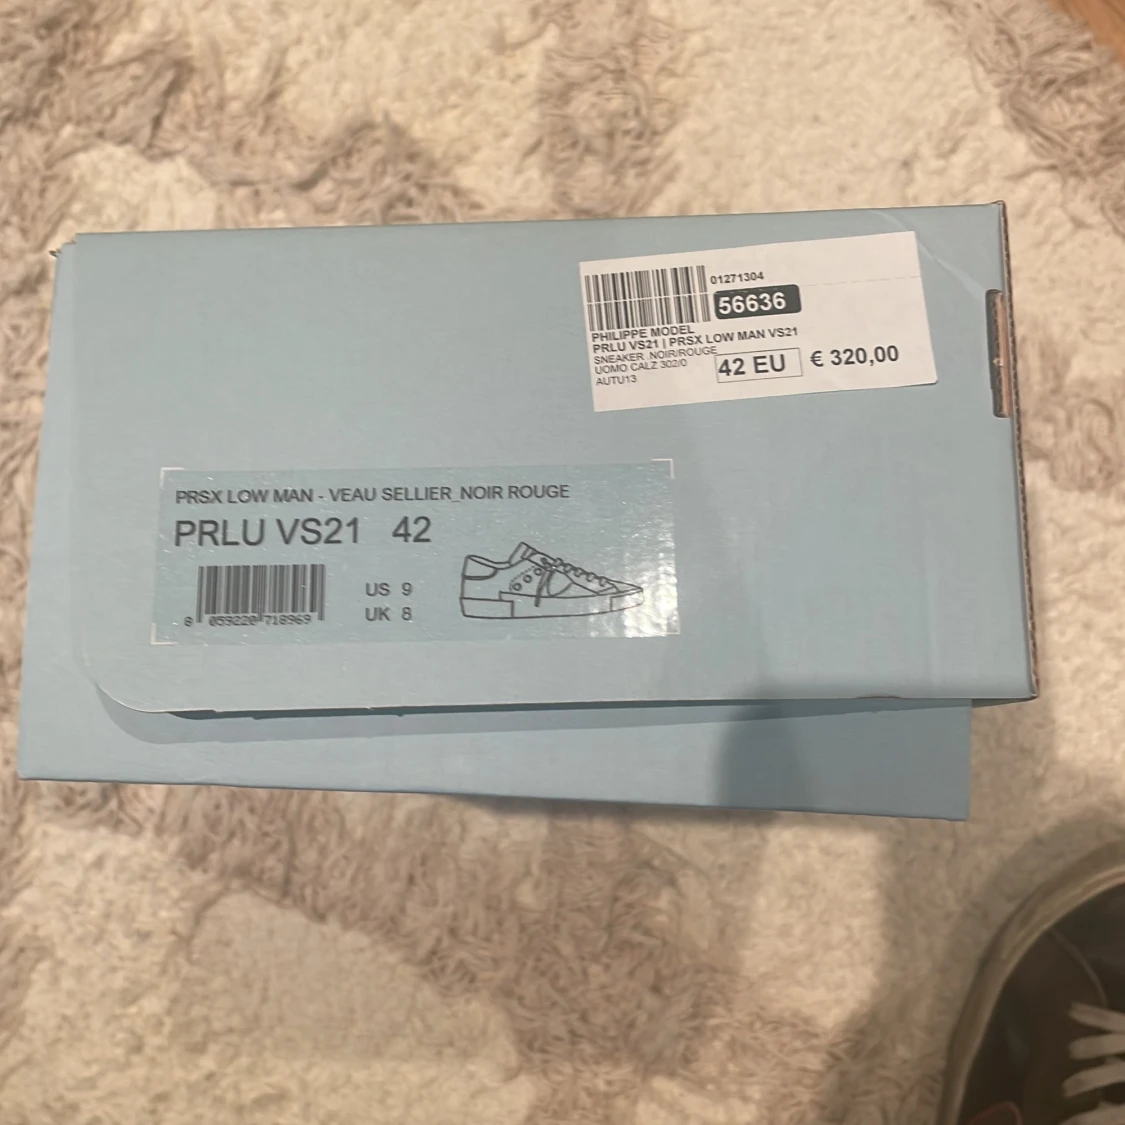 01271304
56636
PHILIPPE MODEL
PRLU VS21 | PRSX LOW MAN VS21
SNEAKER .NOIR/ROUGE
UOMO CALZ 302/0
42 EU € 320,00
AUTU13
PRSX LOW MAN - VEAU SELLIER_NOIR ROUGE
PRLU VS21 42
US 9
UK 8
8 059220 718969